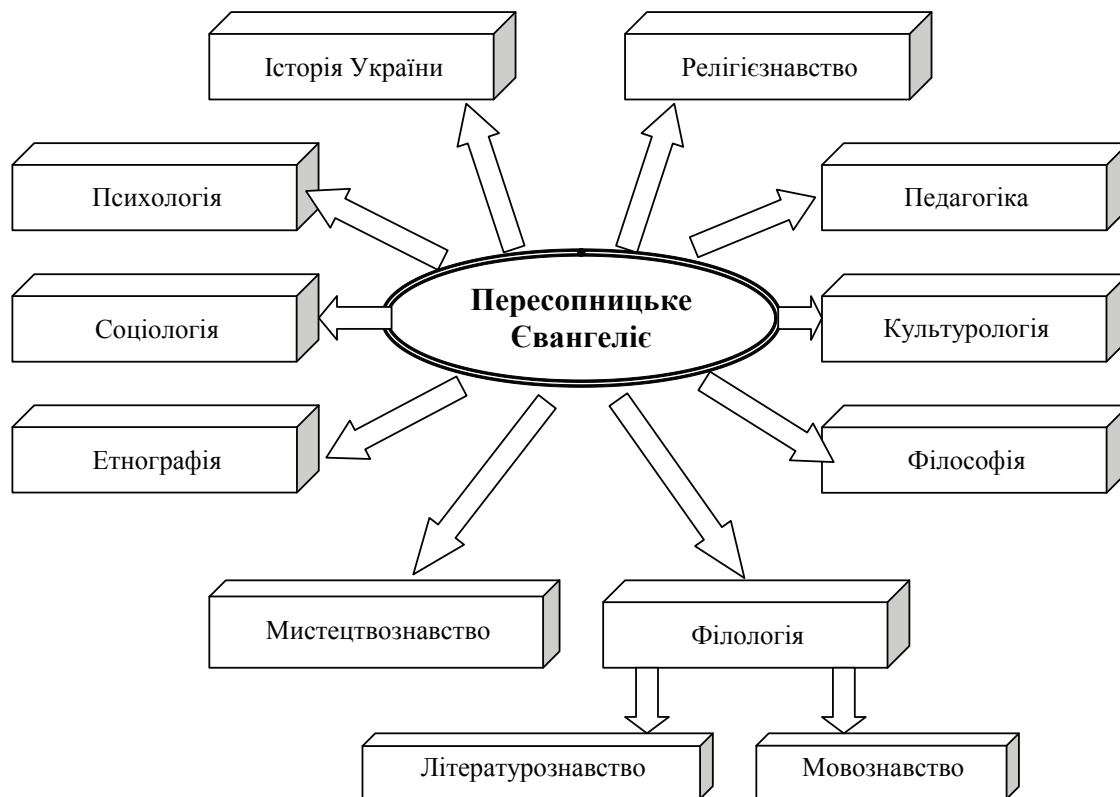 Історія України
Релігієзнавство
Психологія
Педагогіка
Пересопницьке
Євангеліє
Соціологія
Культурологія
Етнографія
Філософія
Мистецтвознавство
Філологія
Літературознавство
Мовознавство